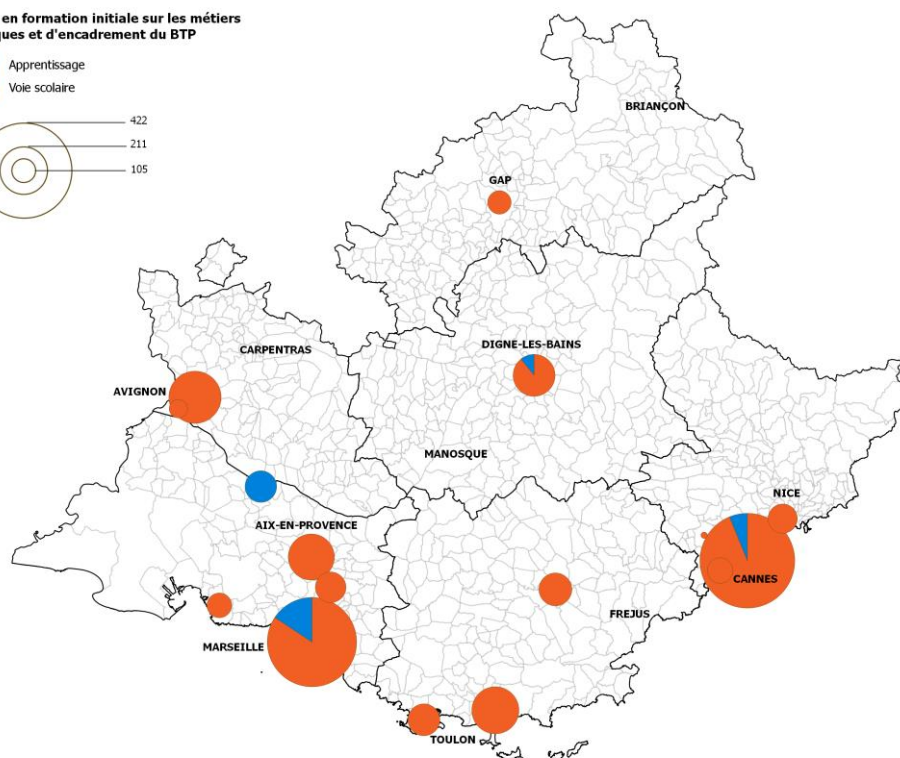 en formation initiale sur les métiers
et d'encadrement du BTP
Apprentissage
Voie scolaire
422
211
105
BRIANÇON
GAP
DIGNE-LES-BAINS
CARPENTRAS
AVIGNON
MANOSQUE
NICE
AIX-EN-PROVENCE
CANNES
FREJUS
MARSEILLE
TOULON